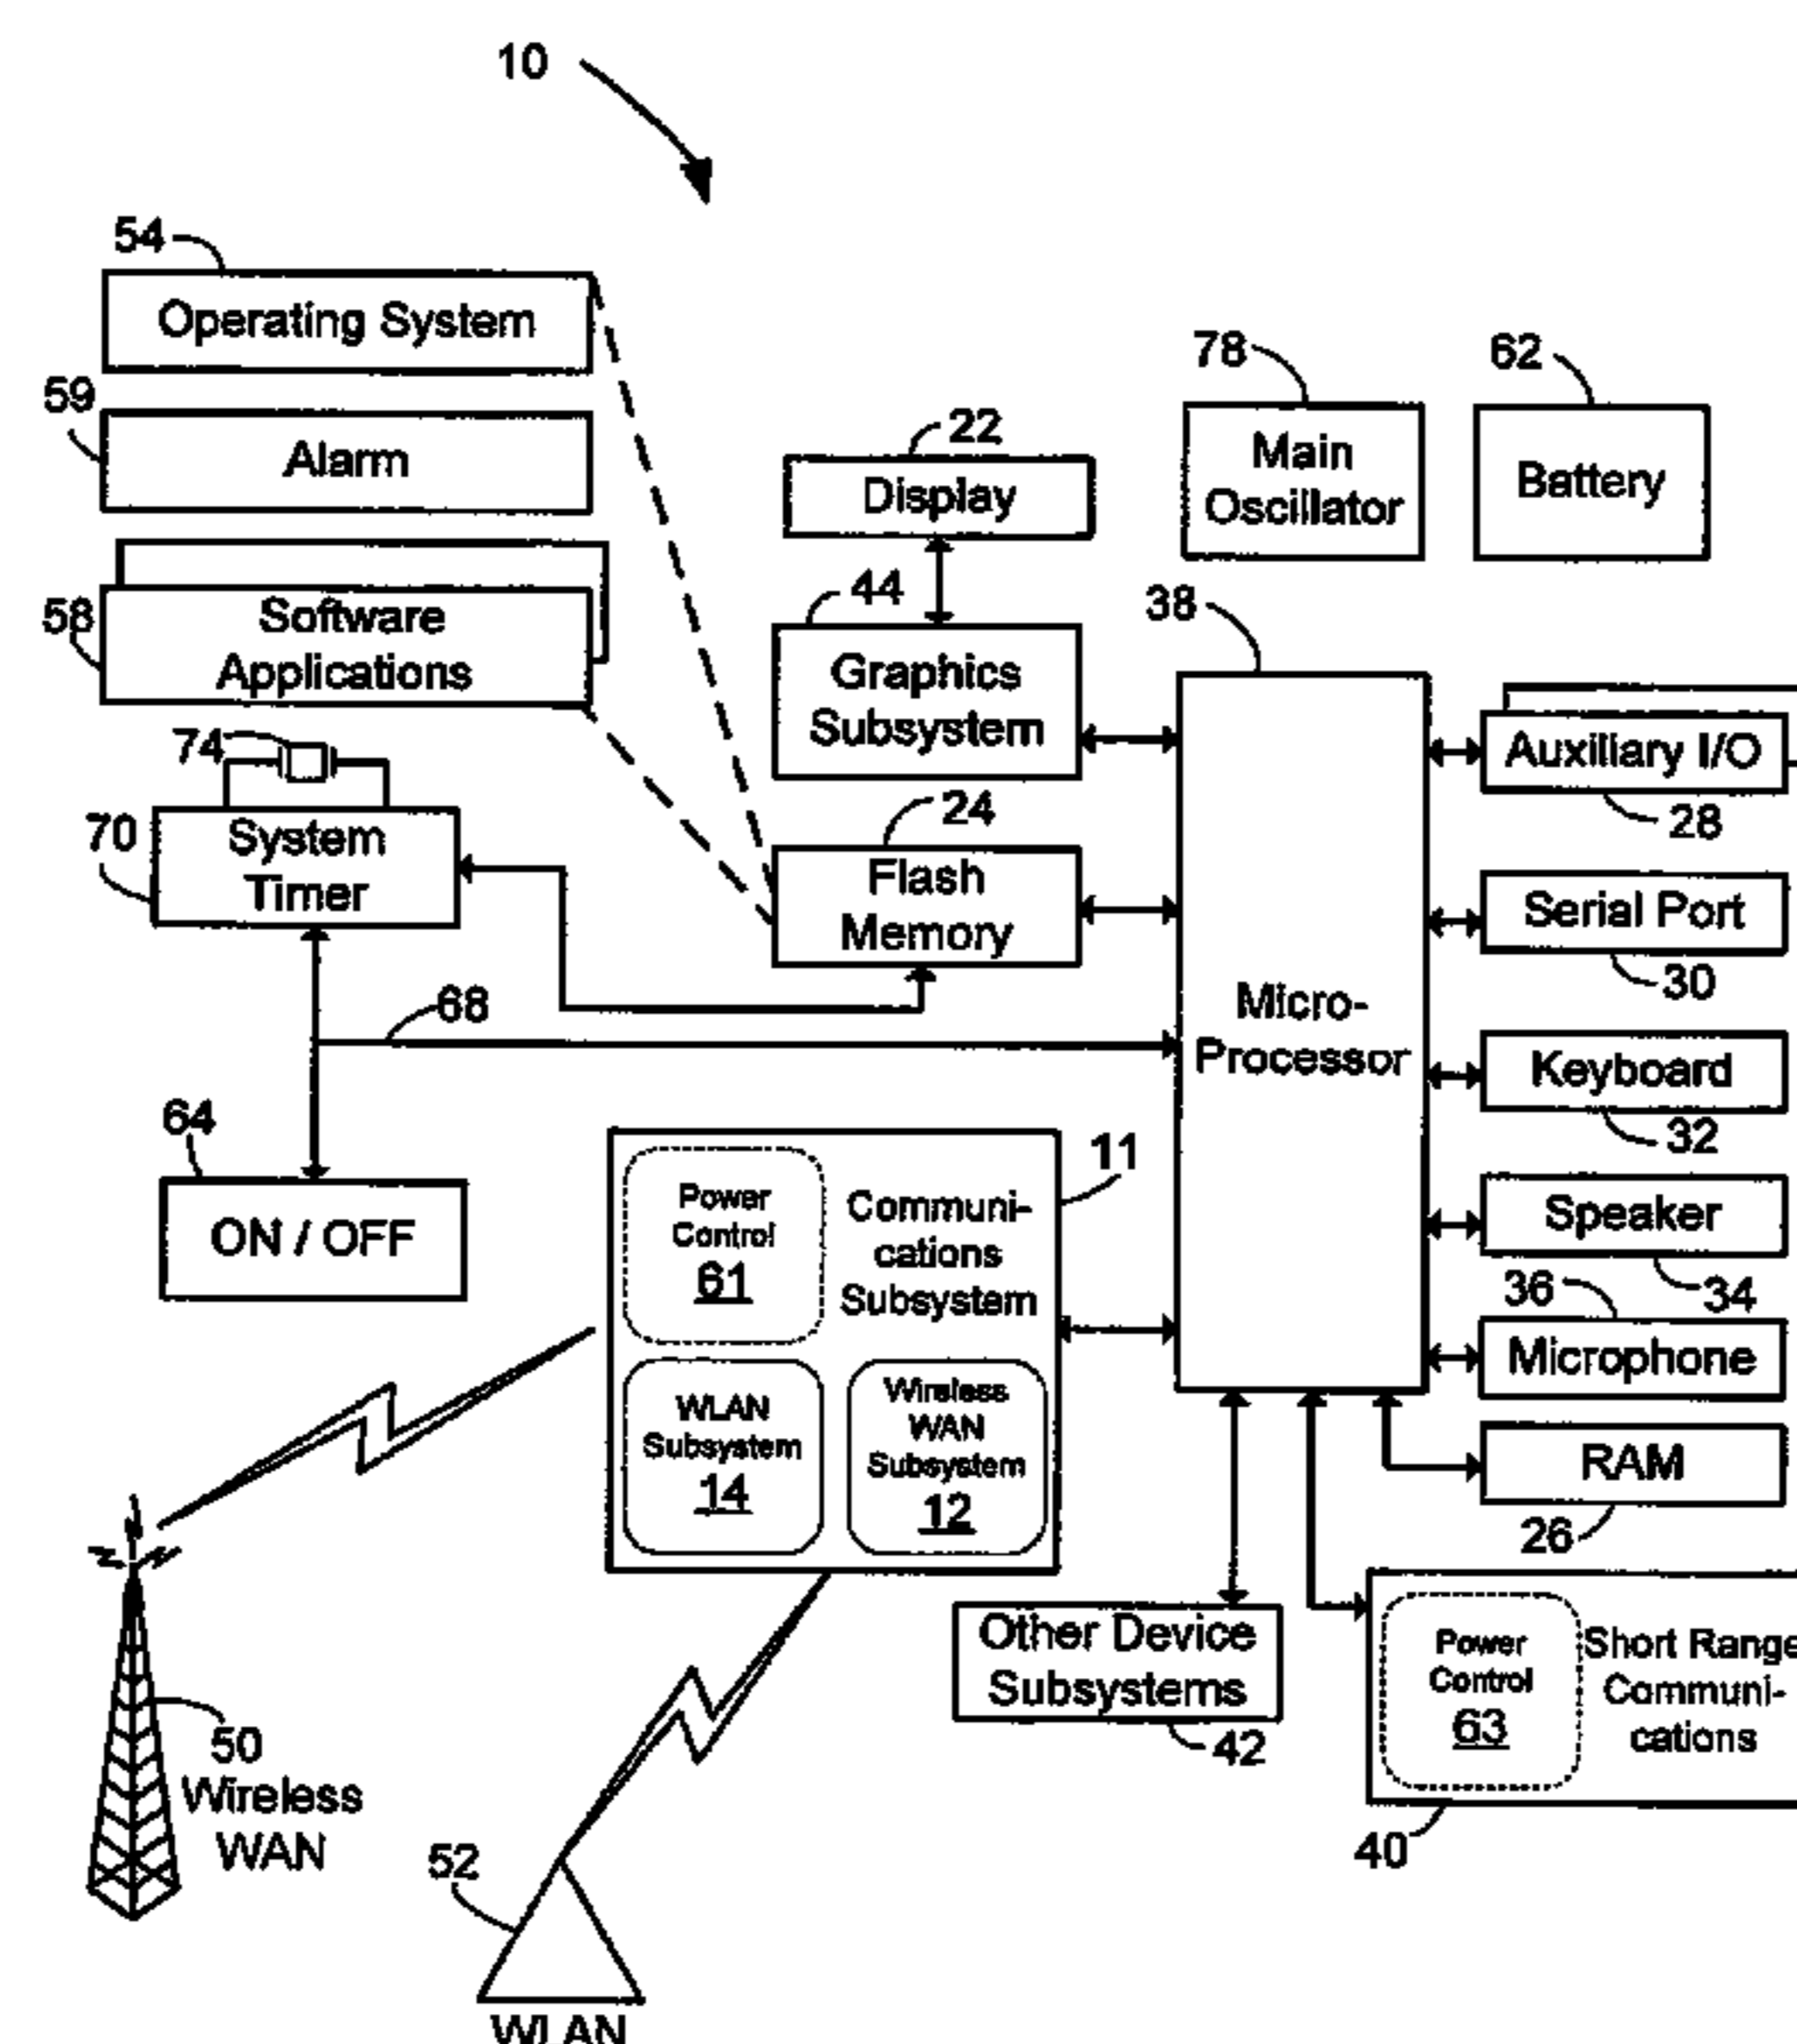 10
54
Operating System
59
Alarm
58
Software
Applications
74
70
System
Timer
68
64
ON / OFF
22
Display
44
Graphics
Subsystem
24
Flash
Memory
78
Main
Oscillator
62
Battery
38
Micro-
Processor
Auxiliary I/O
28
Serial Port
30
Keyboard
32
Speaker
34
36
Microphone
RAM
26
11
Power
Control
61
Communi-
cations
Subsystem
WLAN
Subsystem
14
Wireless
WAN
Subsystem
12
Other Device
Subsystems
42
Power
Control
63
Short Range
Communi-
cations
40
50
Wireless
WAN
52
WLAN